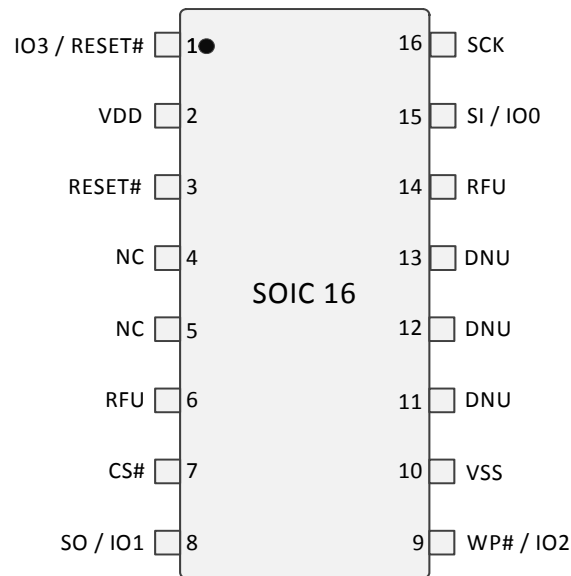 IO3 / RESET# 1 16 SCK
VDD 2 15 SI / IO0
RESET# 3 14 RFU
NC 4 13 DNU
SOIC 16
NC 5 12 DNU
RFU 6 11 DNU
CS# 7 10 VSS
SO / IO1 8 9 WP# / IO2